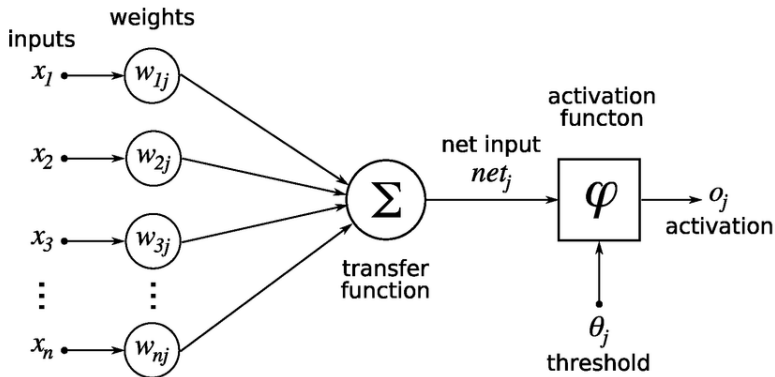 weights
inputs
x₁
w₁ⱼ
activation
functon
x₂
w₂ⱼ
net input
netⱼ
Σ
φ
oⱼ
activation
x₃
w₃ⱼ
transfer
function
⋮
⋮
xₙ
wₙⱼ
θⱼ
threshold